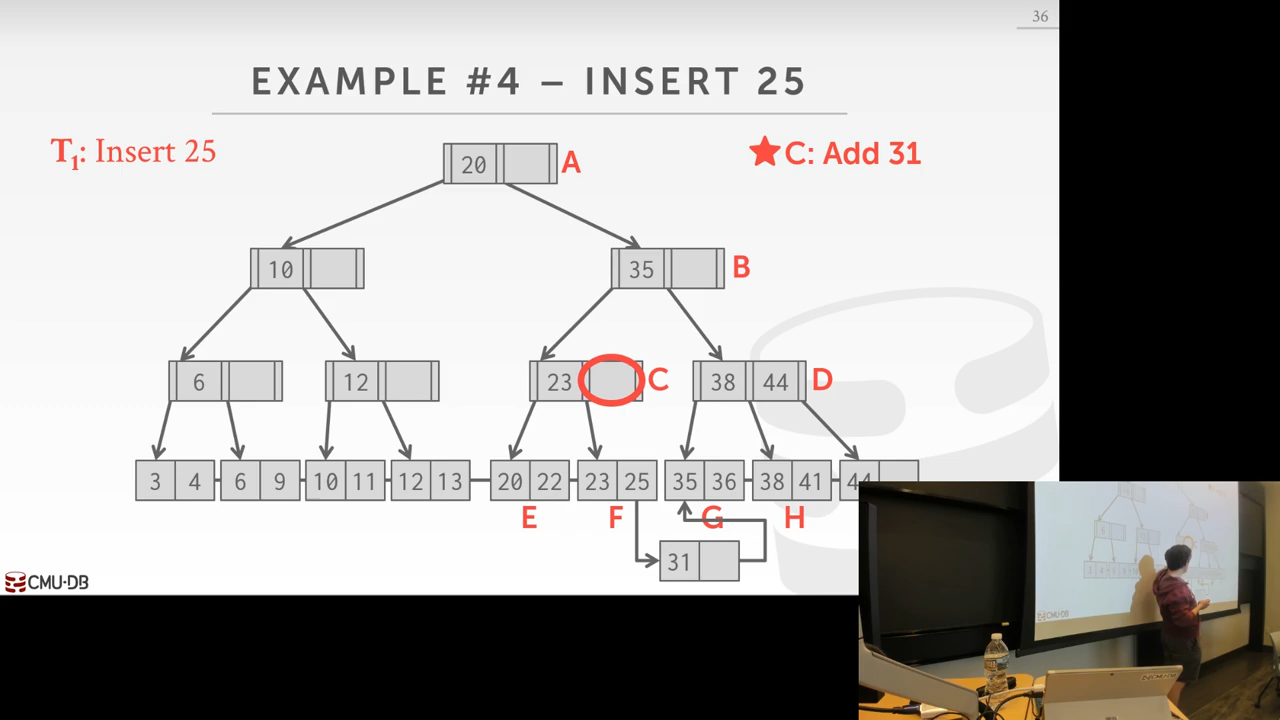 36
EXAMPLE #4 – INSERT 25
T1: Insert 25
★ C: Add 31
20 A
10
35 B
6
12
23 C
38 44 D
3 4 6 9 10 11 12 13 20 22 23 25 35 36 38 41 44
E F G H
31
CMU·DB
CMU·DB